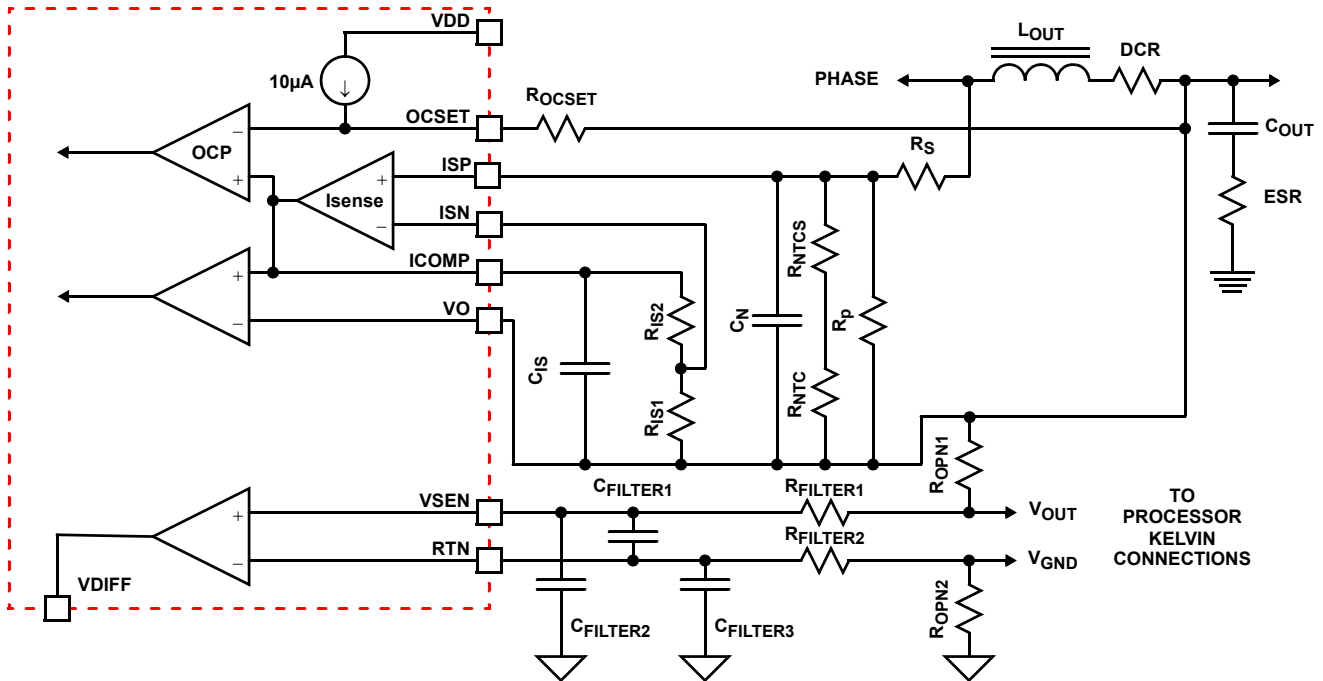 VDD
10µA
↓
OCSET
ROCSET
−
OCP
+
LOUT
DCR
PHASE
COUT
ESR
RS
ISP
+
Isense
ISN
−
ICOMP
+
VO
−
CIS
RIS2
RIS1
CN
RNTCS
RNTC
Rp
ROPN1
CFILTER1
RFILTER1
VSEN
+
VOUT
RFILTER2
RTN
−
VGND
TO
PROCESSOR
KELVIN
CONNECTIONS
VDIFF
CFILTER2
CFILTER3
ROPN2